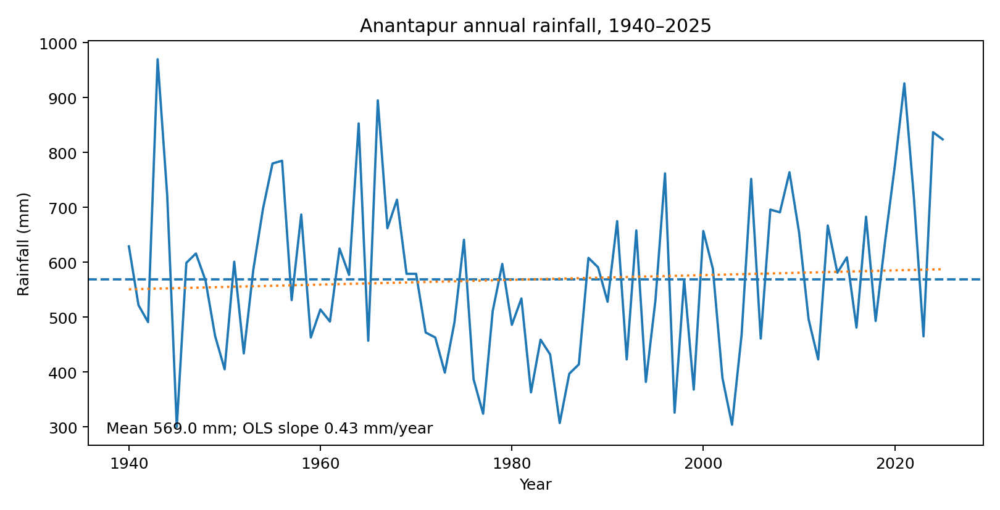 Anantapur annual rainfall, 1940–2025
1000
900
800
700
600
500
400
300
Rainfall (mm)
Mean 569.0 mm; OLS slope 0.43 mm/year
1940 1960 1980 2000 2020
Year